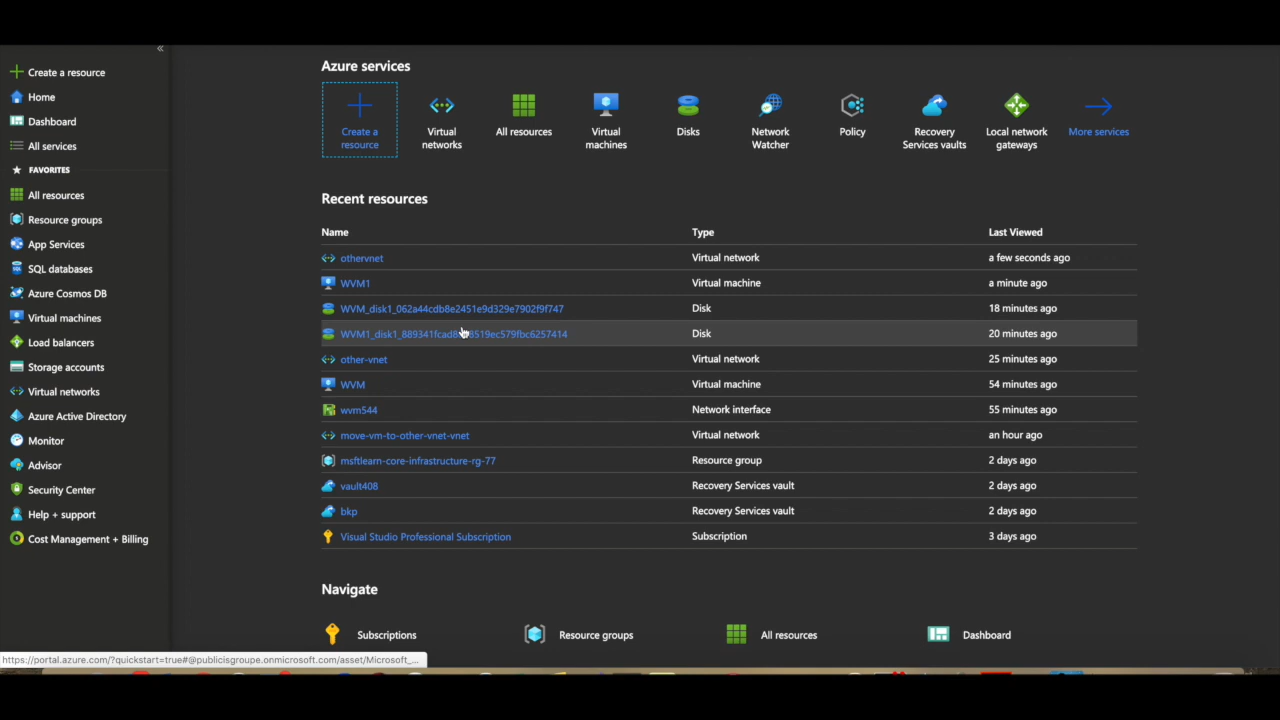 «
Create a resource
Home
Dashboard
All services
FAVORITES
All resources
Resource groups
App Services
SQL databases
Azure Cosmos DB
Virtual machines
Load balancers
Storage accounts
Virtual networks
Azure Active Directory
Monitor
Advisor
Security Center
Help + support
Cost Management + Billing
Azure services
Create a resource
Virtual networks
All resources
Virtual machines
Disks
Network Watcher
Policy
Recovery Services vaults
Local network gateways
More services
Recent resources
Name Type Last Viewed
othervnet Virtual network a few seconds ago
WVM1 Virtual machine a minute ago
WVM_disk1_062a44cdb8e2451e9d329e7902f9f747 Disk 18 minutes ago
Disk 20 minutes ago
other-vnet Virtual network 25 minutes ago
WVM Virtual machine 54 minutes ago
wvm544 Network interface 55 minutes ago
move-vm-to-other-vnet-vnet Virtual network an hour ago
msftlearn-core-infrastructure-rg-77 Resource group 2 days ago
vault408 Recovery Services vault 2 days ago
bkp Recovery Services vault 2 days ago
Visual Studio Professional Subscription Subscription 3 days ago
Navigate
Subscriptions Resource groups All resources Dashboard
https://portal.azure.com/?quickstart=true#@publicisgroupe.onmicrosoft.com/asset/Microsoft_...